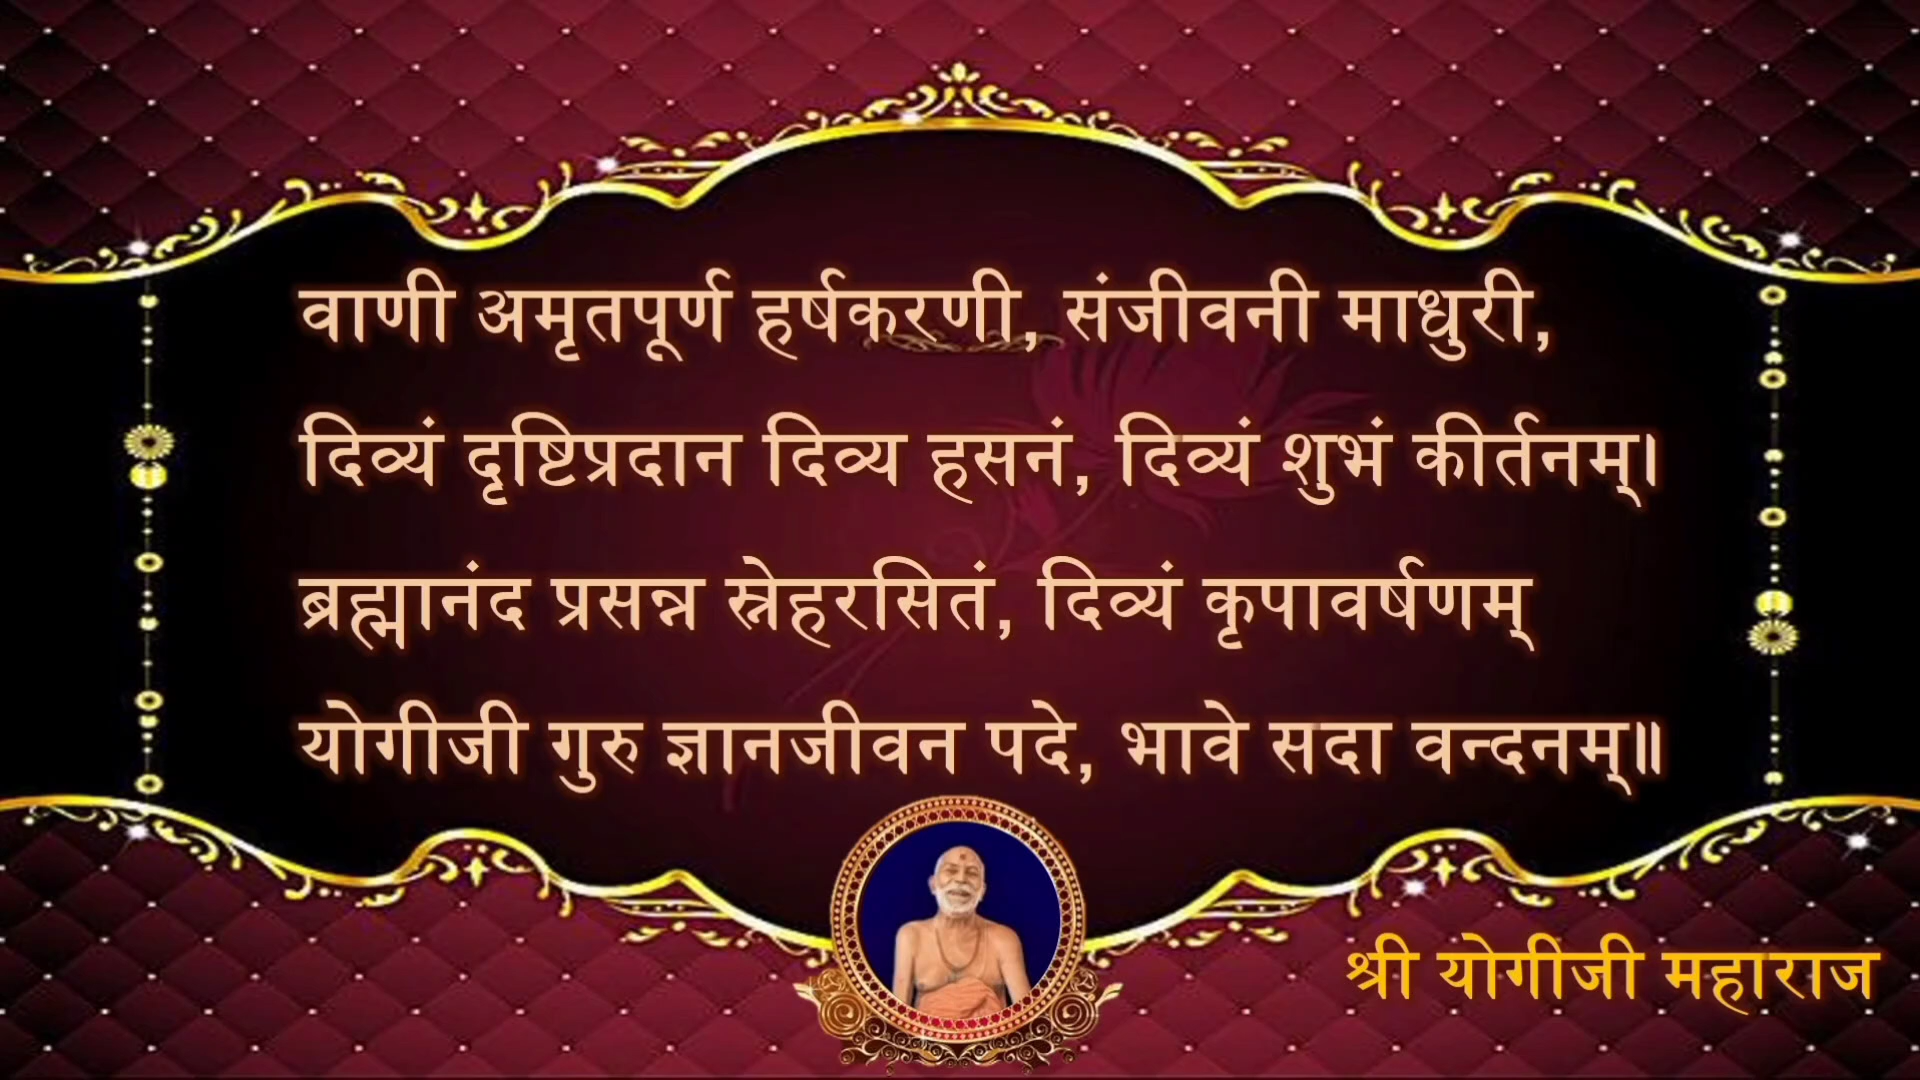 वाणी अमृतपूर्ण हर्षकरणी, संजीवनी माधुरी,
दिव्यं दृष्टिप्रदान दिव्य हसनं, दिव्यं शुभं कीर्तनम्।
ब्रह्मानंद प्रसन्न स्नेहरसितं, दिव्यं कृपावर्षणम्
योगीजी गुरु ज्ञानजीवन पदे, भावे सदा वन्दनम्॥
श्री योगीजी महाराज